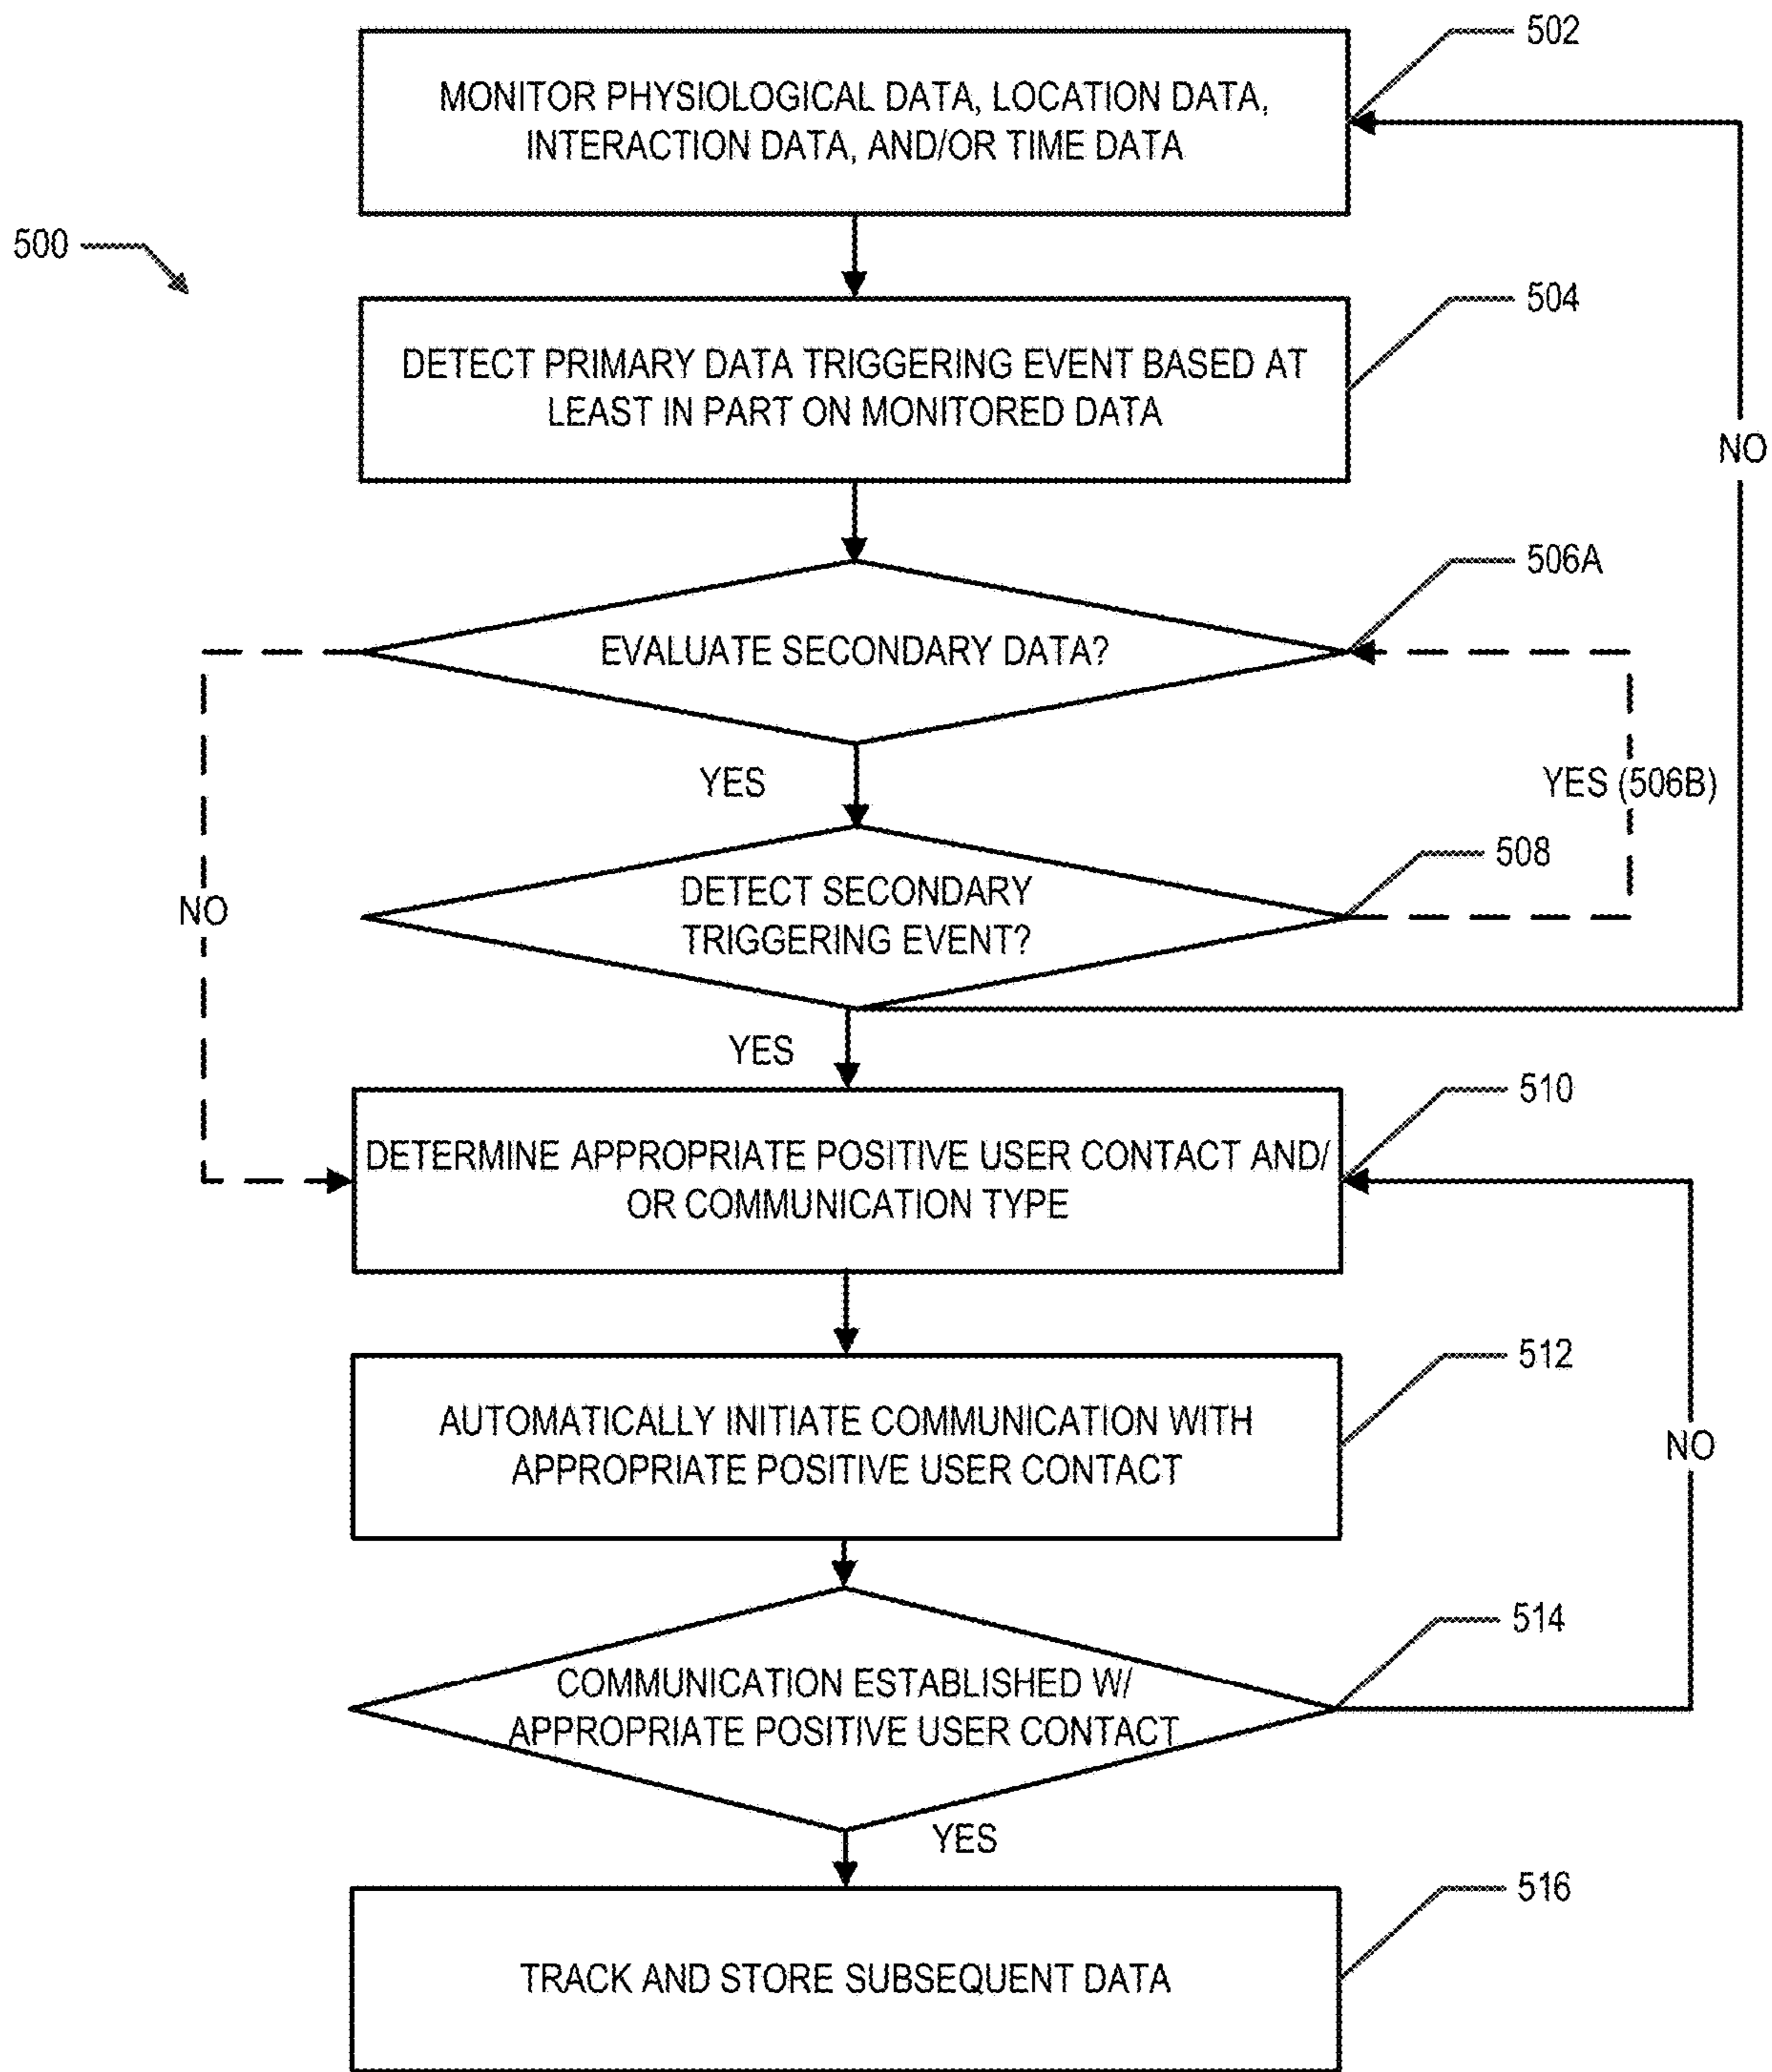 502
MONITOR PHYSIOLOGICAL DATA, LOCATION DATA,
INTERACTION DATA, AND/OR TIME DATA
500
504
DETECT PRIMARY DATA TRIGGERING EVENT BASED AT
LEAST IN PART ON MONITORED DATA
NO
506A
EVALUATE SECONDARY DATA?
YES
YES (506B)
508
DETECT SECONDARY
TRIGGERING EVENT?
NO
YES
510
DETERMINE APPROPRIATE POSITIVE USER CONTACT AND/
OR COMMUNICATION TYPE
512
AUTOMATICALLY INITIATE COMMUNICATION WITH
APPROPRIATE POSITIVE USER CONTACT
NO
514
COMMUNICATION ESTABLISHED W/
APPROPRIATE POSITIVE USER CONTACT
YES
516
TRACK AND STORE SUBSEQUENT DATA